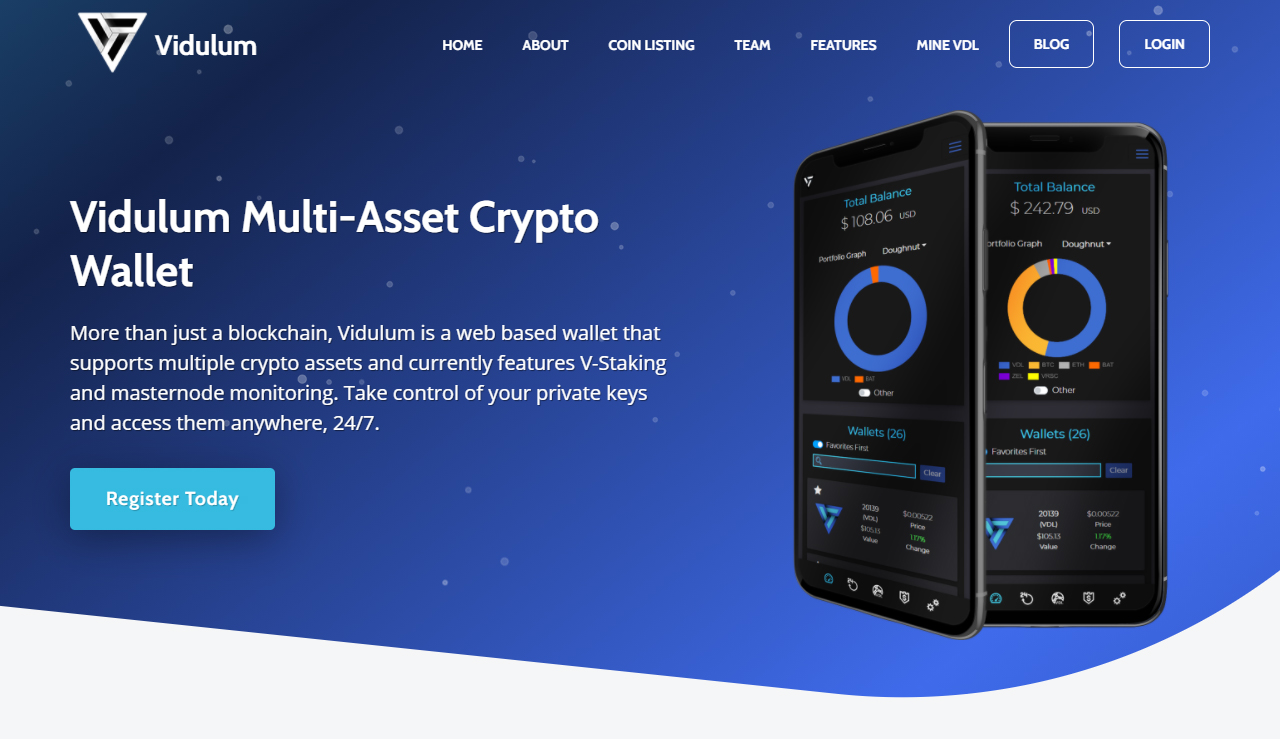 Vidulum
HOME ABOUT COIN LISTING TEAM FEATURES MINE VDL BLOG LOGIN
Vidulum Multi-Asset Crypto
Wallet
More than just a blockchain, Vidulum is a web based wallet that
supports multiple crypto assets and currently features V-Staking
and masternode monitoring. Take control of your private keys
and access them anywhere, 24/7.
Register Today
Total Balance
$ 108.06 USD
Portfolio Graph Doughnut
VDL BAT
Other
Wallets (26)
Favorites First
Clear
20139
(VDL)
$105.13
Value
$0.00522
Price
1.17%
Change
Total Balance
$ 242.79 USD
ortfolio Graph Doughnut
VDL BTC ETH BAT
ZEL VRSC
Other
Wallets (26)
Favorites First
Clear
20139
(VDL)
$105.13
Value
$0.00522
Price
1.17%
Change